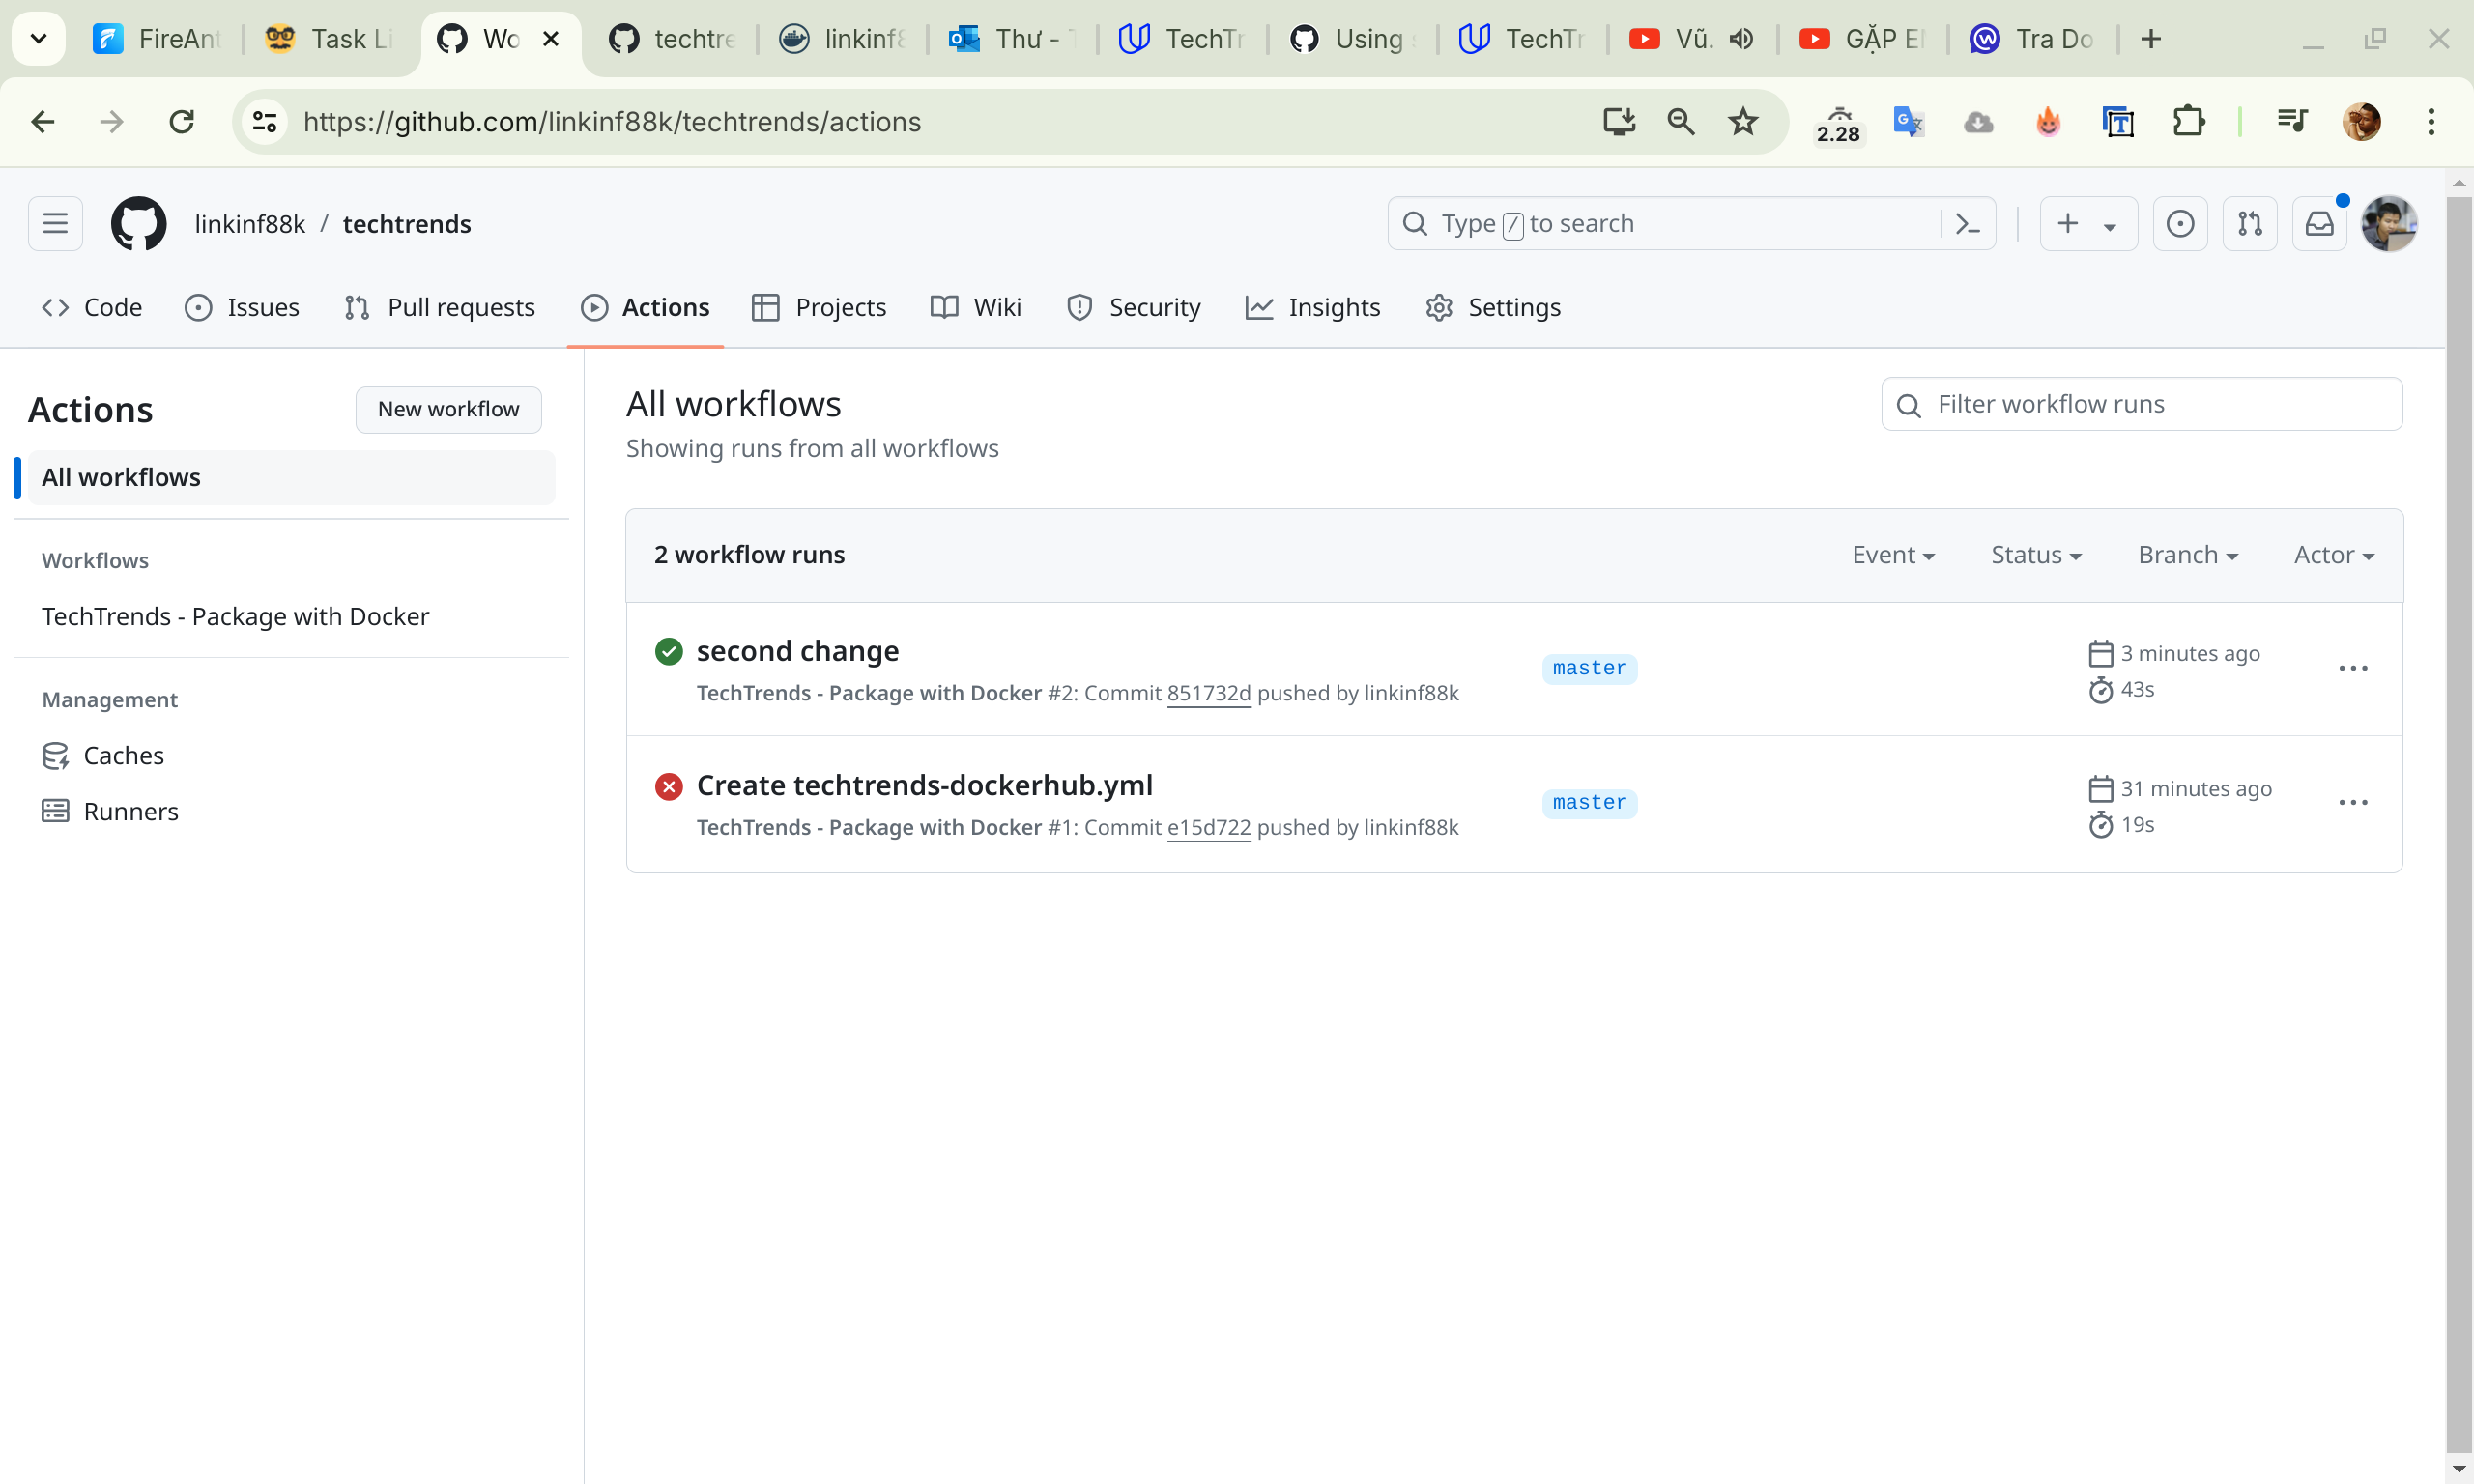 FireAnt
Task Li
Wo
techtre
linkinf8
Thư - T
TechTr
Using s
TechTr
Vũ.
GẶP E
Tra Do
https://github.com/linkinf88k/techtrends/actions
2.28
linkinf88k / techtrends
Type / to search
Code
Issues
Pull requests
Actions
Projects
Wiki
Security
Insights
Settings
Actions
New workflow
All workflows
Workflows
TechTrends - Package with Docker
Management
Caches
Runners
All workflows
Showing runs from all workflows
Filter workflow runs
2 workflow runs
Event
Status
Branch
Actor
second change
TechTrends - Package with Docker #2: Commit 851732d pushed by linkinf88k
master
3 minutes ago
43s
Create techtrends-dockerhub.yml
TechTrends - Package with Docker #1: Commit e15d722 pushed by linkinf88k
master
31 minutes ago
19s